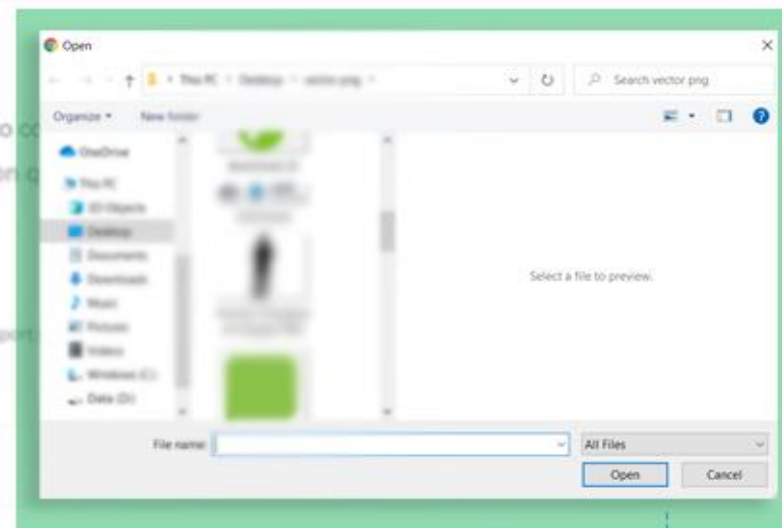 Open
This PC Desktop vector png
Search vector png
Organize New folder
OneDrive
This PC
3D Objects
Desktop
Documents
Downloads
Music
Pictures
Videos
Windows (C:)
Data (D:)
Select a file to preview.
File name:
All Files
Open Cancel